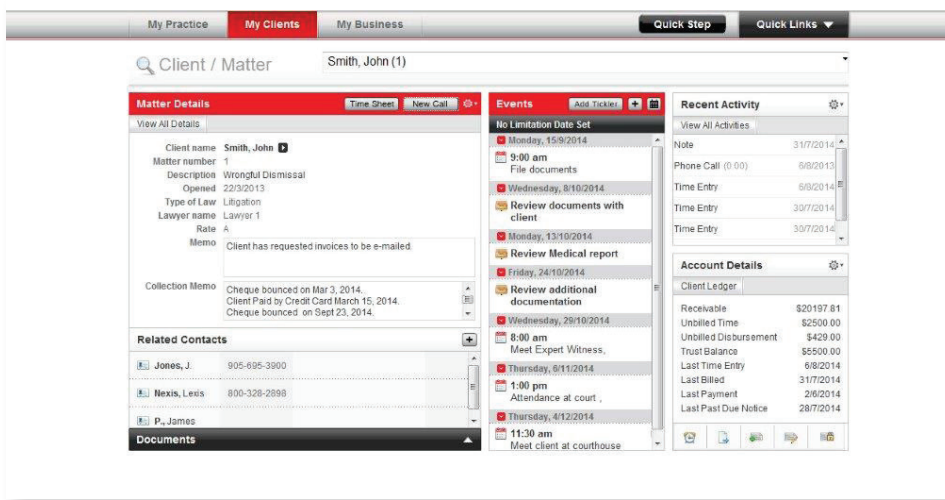 My Practice My Clients My Business Quick Step Quick Links
Client / Matter Smith, John (1)
Matter Details Time Sheet New Call
View All Details
Client name Smith, John
Matter number 1
Description Wrongful Dismissal
Opened 22/3/2013
Type of Law Litigation
Lawyer name Lawyer 1
Rate A
Memo Client has requested invoices to be e-mailed.
Collection Memo Cheque bounced on Mar 3, 2014.
Client Paid by Credit Card March 15, 2014.
Cheque bounced on Sept 23, 2014.
Related Contacts
Jones, J. 905-695-3900
Nexis, Lexis 800-328-2898
P., James
Documents
Events Add Tickler
No Limitation Date Set
Monday, 15/9/2014
9:00 am
File documents
Wednesday, 8/10/2014
Review documents with
client
Monday, 13/10/2014
Review Medical report
Friday, 24/10/2014
Review additional
documentation
Wednesday, 29/10/2014
8:00 am
Meet Expert Witness,
Thursday, 6/11/2014
1:00 pm
Attendance at court ,
Thursday, 4/12/2014
11:30 am
Meet client at courthouse
Recent Activity
View All Activities
Note 31/7/2014
Phone Call (0.00) 6/8/2013
Time Entry 6/8/2014
Time Entry 30/7/2014
Time Entry 30/7/2014
Account Details
Client Ledger
Receivable $20197.81
Unbilled Time $2500.00
Unbilled Disbursement $429.00
Trust Balance $5500.00
Last Time Entry 6/8/2014
Last Billed 31/7/2014
Last Payment 2/6/2014
Last Past Due Notice 28/7/2014